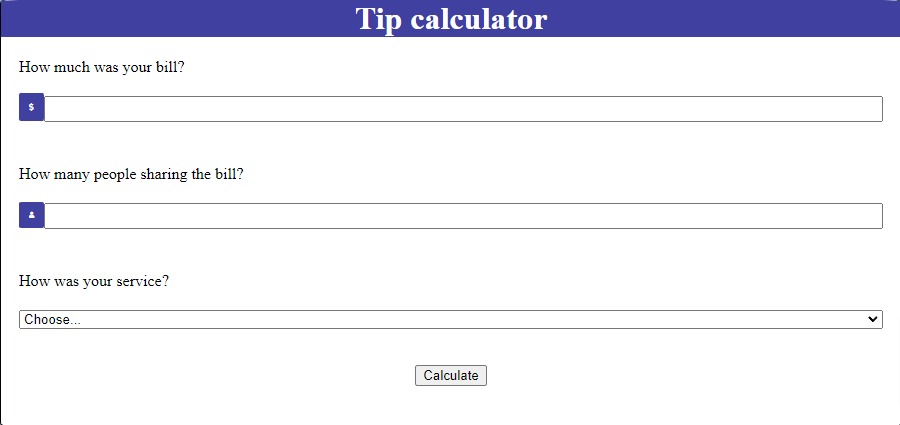 Tip calculator
How much was your bill?
$
How many people sharing the bill?
How was your service?
Choose...
Calculate